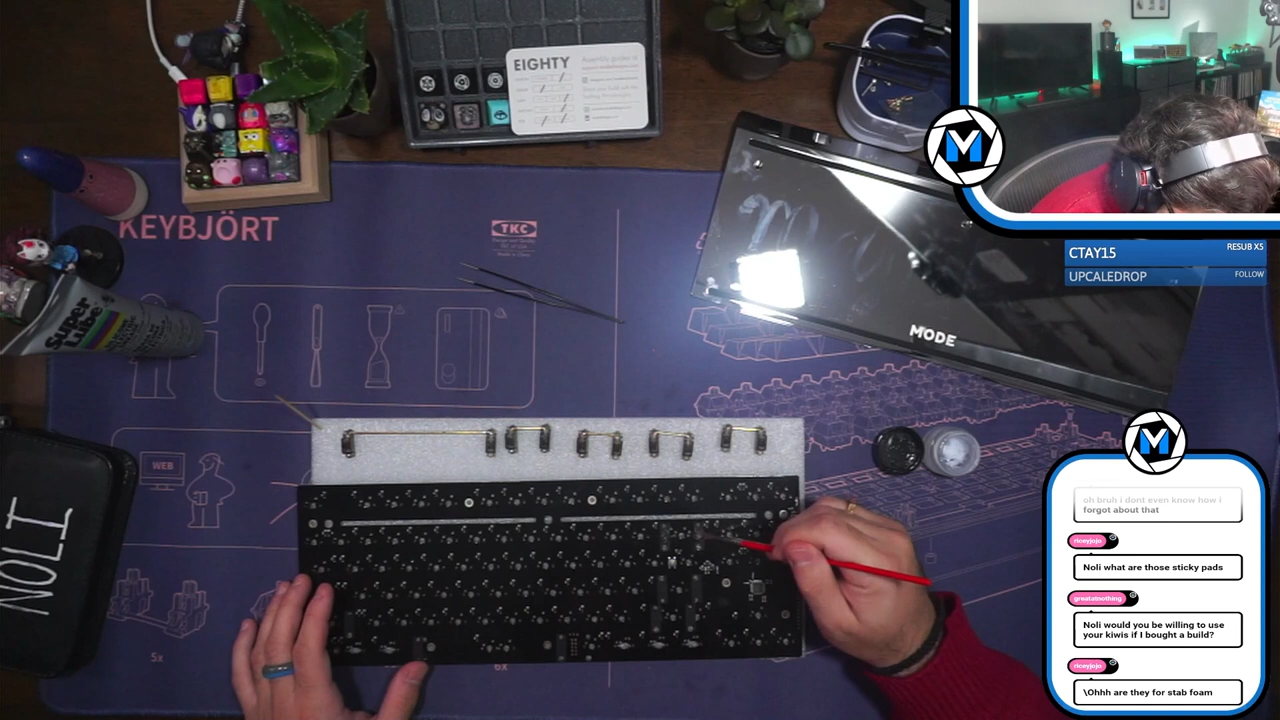 EIGHTY
KEYBJÖRT
TKC
Super
Lube
MODE
WEB
NOLI
5x
6x
M
CTAY15
RESUB X5
UPCALEDROP
FOLLOW
M
oh bruh i dont even know how i
forgot about that
riceyjojo
Noli what are those sticky pads
greatatnothing
Noli would you be willing to use
your kiwis if I bought a build?
riceyjojo
\Ohhh are they for stab foam